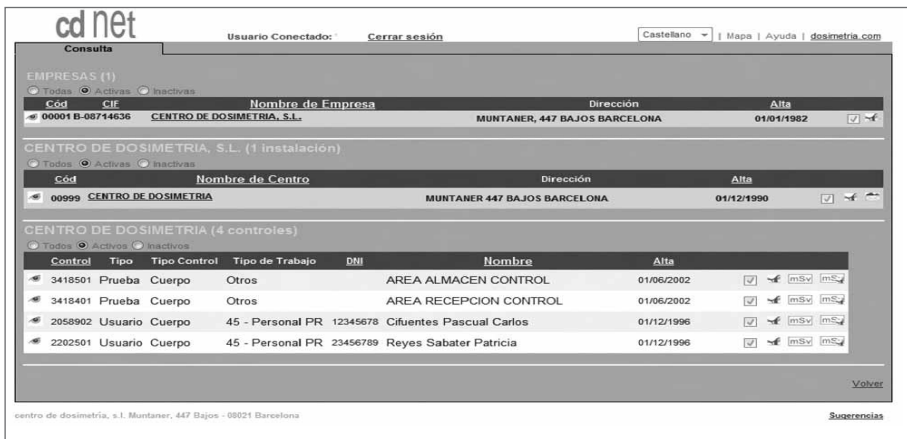 cd net
Usuario Conectado: Cerrar sesión Castellano | Mapa | Ayuda | dosimetria.com
Consulta
EMPRESAS (1)
Todas Activas Inactivas
Cód CIF Nombre de Empresa Dirección Alta
00001 B-08714636 CENTRO DE DOSIMETRIA, S.L. MUNTANER, 447 BAJOS BARCELONA 01/01/1982
CENTRO DE DOSIMETRIA, S.L. (1 instalación)
Todas Activas Inactivas
Cód Nombre de Centro Dirección Alta
00999 CENTRO DE DOSIMETRIA MUNTANER 447 BAJOS BARCELONA 01/12/1990
CENTRO DE DOSIMETRIA (4 controles)
Todos Activos Inactivos
Control Tipo Tipo Control Tipo de Trabajo DNI Nombre Alta
3418501 Prueba Cuerpo Otros AREA ALMACEN CONTROL 01/06/2002 mSv mSv
3418401 Prueba Cuerpo Otros AREA RECEPCION CONTROL 01/06/2002 mSv mSv
2058902 Usuario Cuerpo 45 - Personal PR 12345678 Cifuentes Pascual Carlos 01/12/1996 mSv mSv
2202501 Usuario Cuerpo 45 - Personal PR 23456789 Reyes Sabater Patricia 01/12/1996 mSv mSv
Volver
centro de dosimetria, s.l. Muntaner, 447 Bajos - 08021 Barcelona Sugerencias